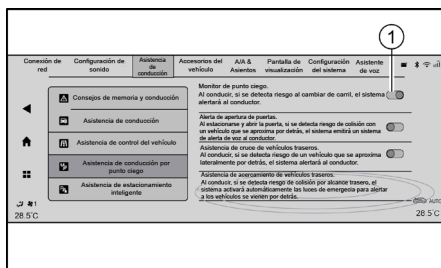 1
Conexión de
red
Configuración de
sonido
Asistencia
de
conducción
Accesorios del
vehículo
A/A &
Asientos
Pantalla de
visualización
Configuración
del sistema
Asistente
de voz
Consejos de memoria y conducción
Asistencia de conducción
Asistencia de control del vehículo
Asistencia de conducción por
punto ciego
Asistencia de estacionamiento
inteligente
Monitor de punto ciego.
Al conducir, si se detecta riesgo al cambiar de carril, el sistema
alertará al conductor.
Alerta de apertura de puertas.
Al estacionarse y abrir la puerta, si se detecta riesgo de colisión con
un vehículo que se aproxima por detrás, el sistema emitirá un sistema
de alerta de voz al conductor.
Asistencia de cruce de vehículos traseros.
Al conducir, si se detecta riesgo de un vehículo que se aproxima
lateralmente por detrás, el sistema alertará al conductor.
Asistencia de acercamiento de vehículos traseros.
Al conducir, si se detecta riesgo de colisión por alcance trasero, el
sistema activará automáticamente las luces de emergencia para alertar
a los vehículos se vienen por detrás.
1
28.5°C
AUTO
28.5°C